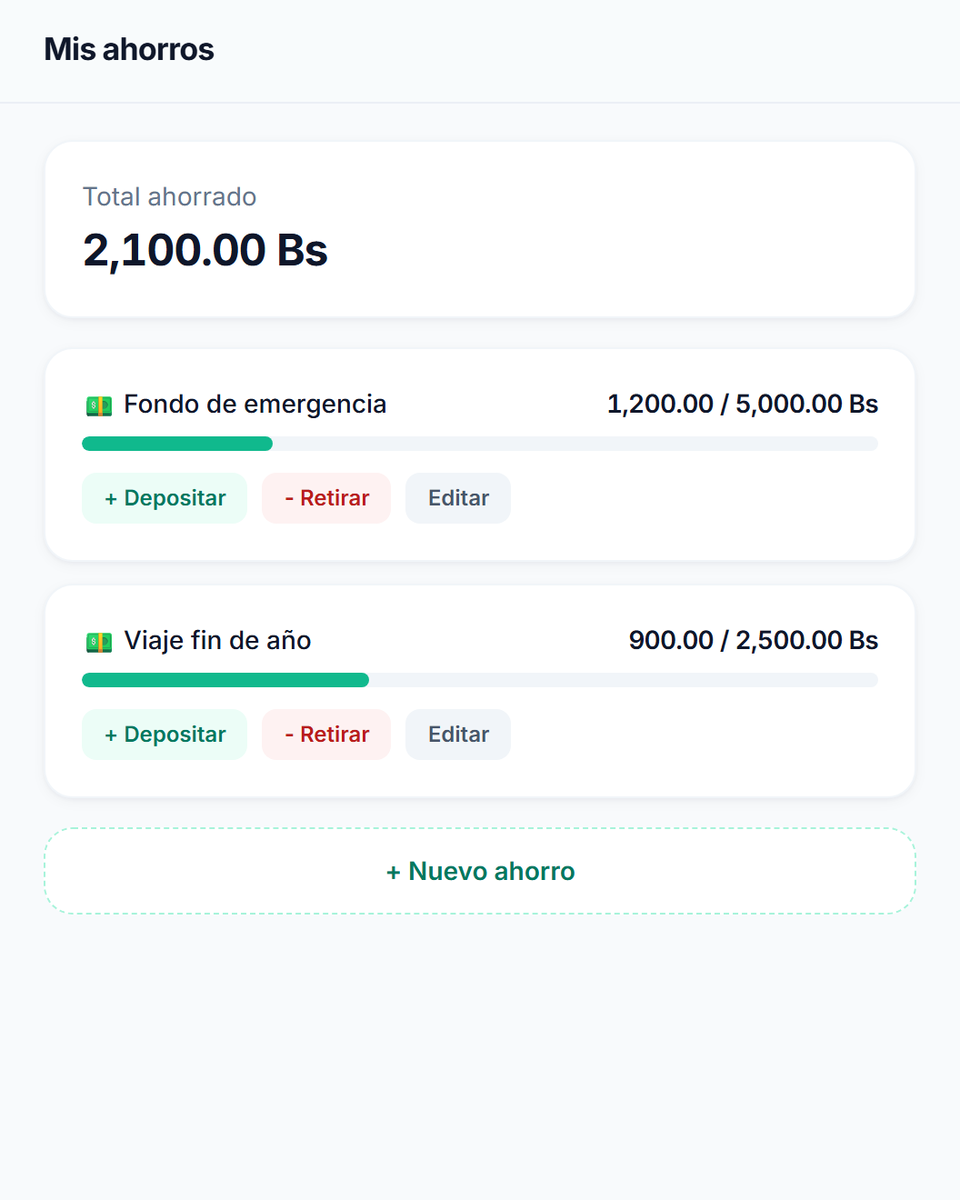 Mis ahorros
Total ahorrado
2,100.00 Bs
💵 Fondo de emergencia 1,200.00 / 5,000.00 Bs
+ Depositar - Retirar Editar
💵 Viaje fin de año 900.00 / 2,500.00 Bs
+ Depositar - Retirar Editar
+ Nuevo ahorro